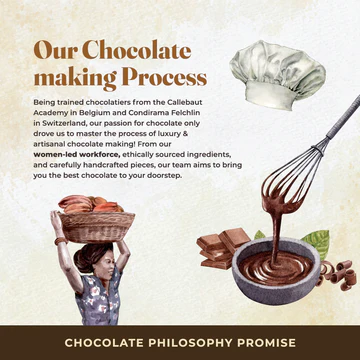 Our Chocolate
making Process
Being trained chocolatiers from the Callebaut
Academy in Belgium and Condirama Felchlin
in Switzerland, our passion for chocolate only
drove us to master the process of luxury &
artisanal chocolate making! From our
women-led workforce, ethically sourced ingredients,
and carefully handcrafted pieces, our team aims to bring
you the best chocolate to your doorstep.
CHOCOLATE PHILOSOPHY PROMISE